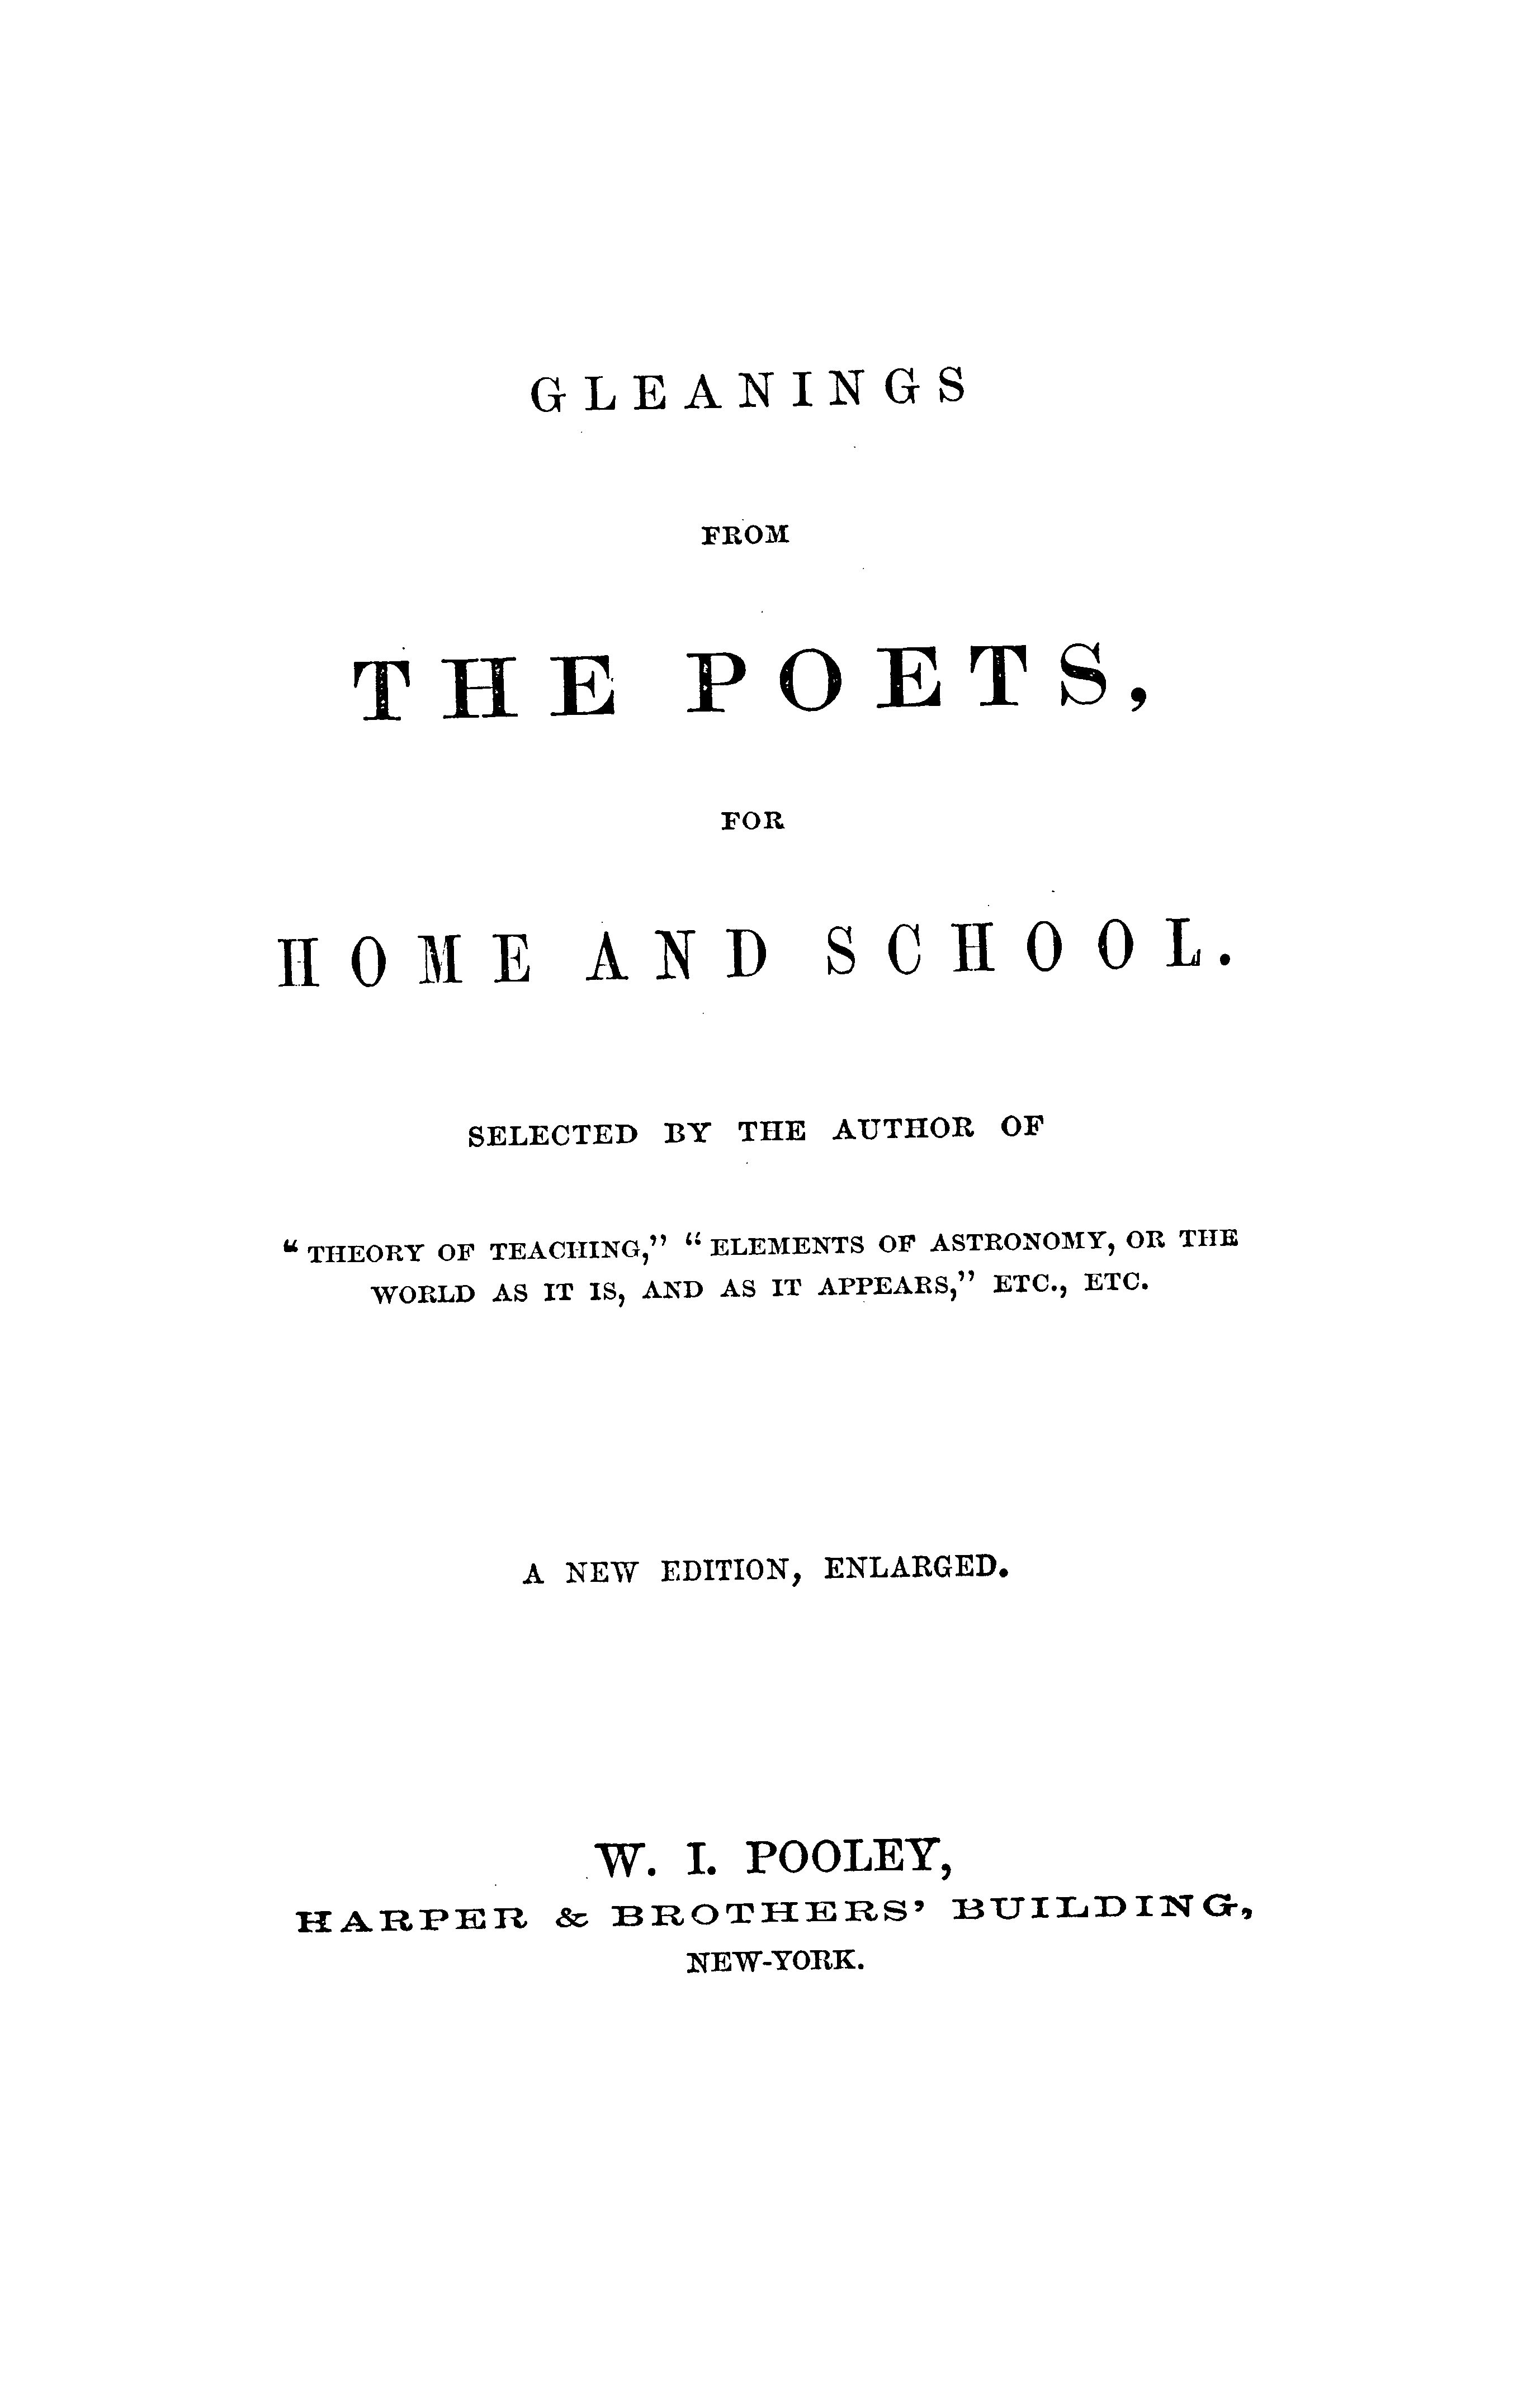 GLEANINGS
FROM
THE POETS,
FOR
HOME AND SCHOOL.
SELECTED BY THE AUTHOR OF
“THEORY OF TEACHING,” “ELEMENTS OF ASTRONOMY, OR THE
WORLD AS IT IS, AND AS IT APPEARS,” ETC., ETC.
A NEW EDITION, ENLARGED.
W. I. POOLEY,
HARPER & BROTHERS’ BUILDING,
NEW-YORK.